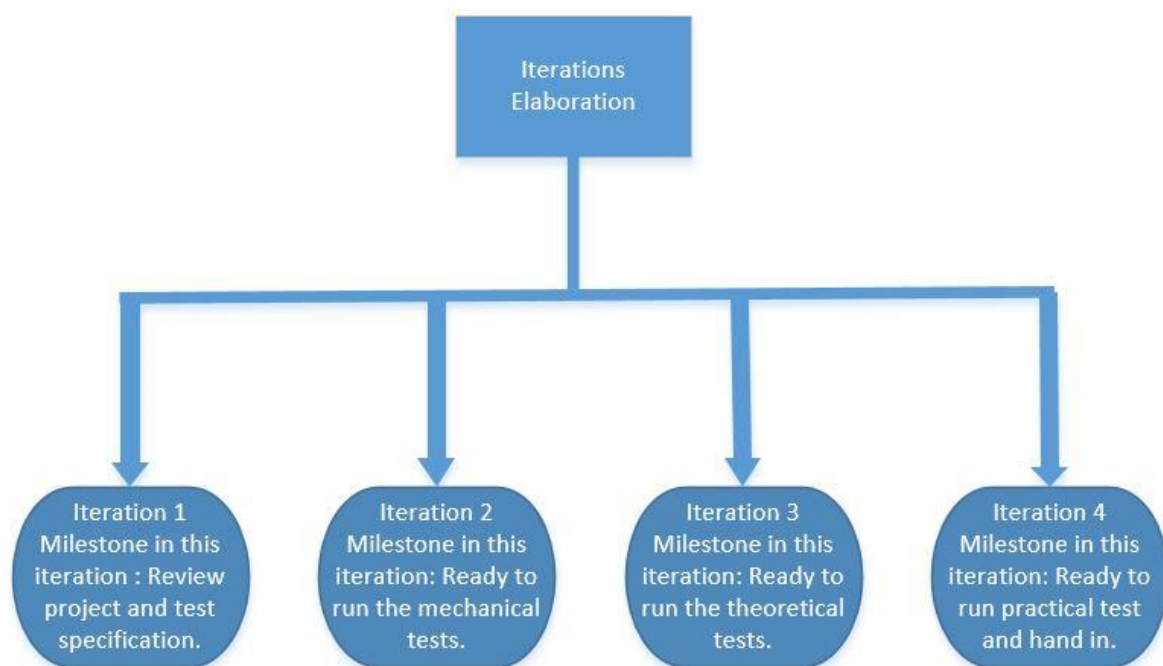 Iterations
Elaboration
Iteration 1
Milestone in this
iteration : Review
project and test
specification.
Iteration 2
Milestone in this
iteration: Ready to
run the mechanical
tests.
Iteration 3
Milestone in this
iteration: Ready to
run the theoretical
tests.
Iteration 4
Milestone in this
iteration: Ready to
run practical test
and hand in.